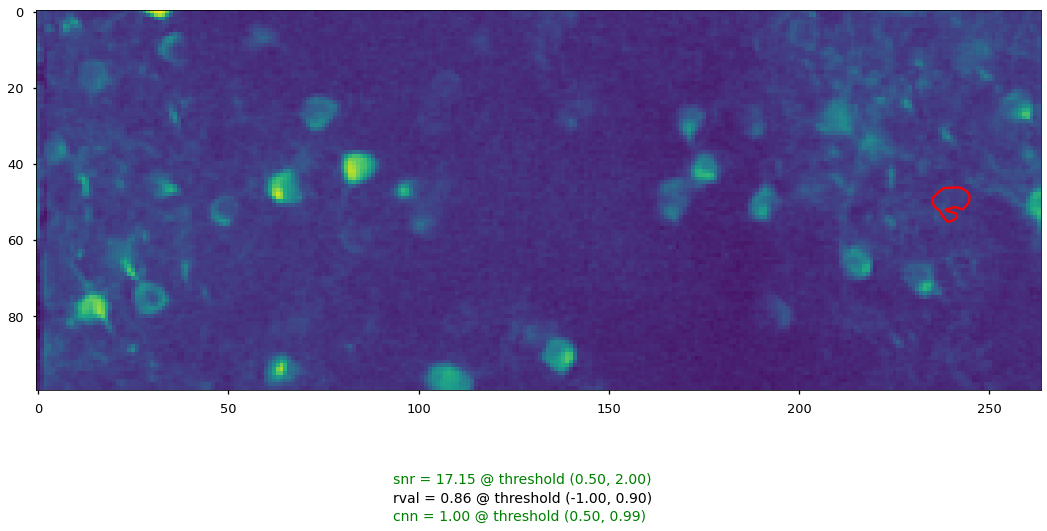 0
20
40
60
80
0 50 100 150 200 250
snr = 17.15 @ threshold (0.50, 2.00)
rval = 0.86 @ threshold (-1.00, 0.90)
cnn = 1.00 @ threshold (0.50, 0.99)